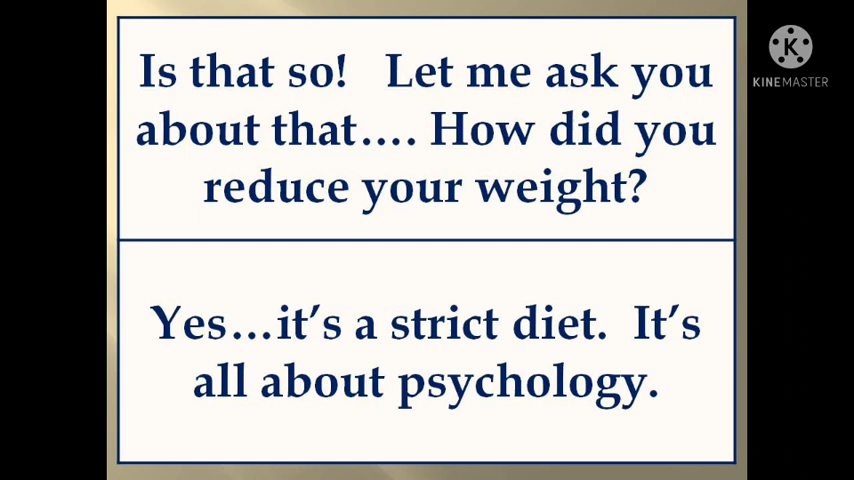 Is that so! Let me ask you
about that.... How did you
reduce your weight?
Yes...it's a strict diet. It's
all about psychology.
K
KINEMASTER